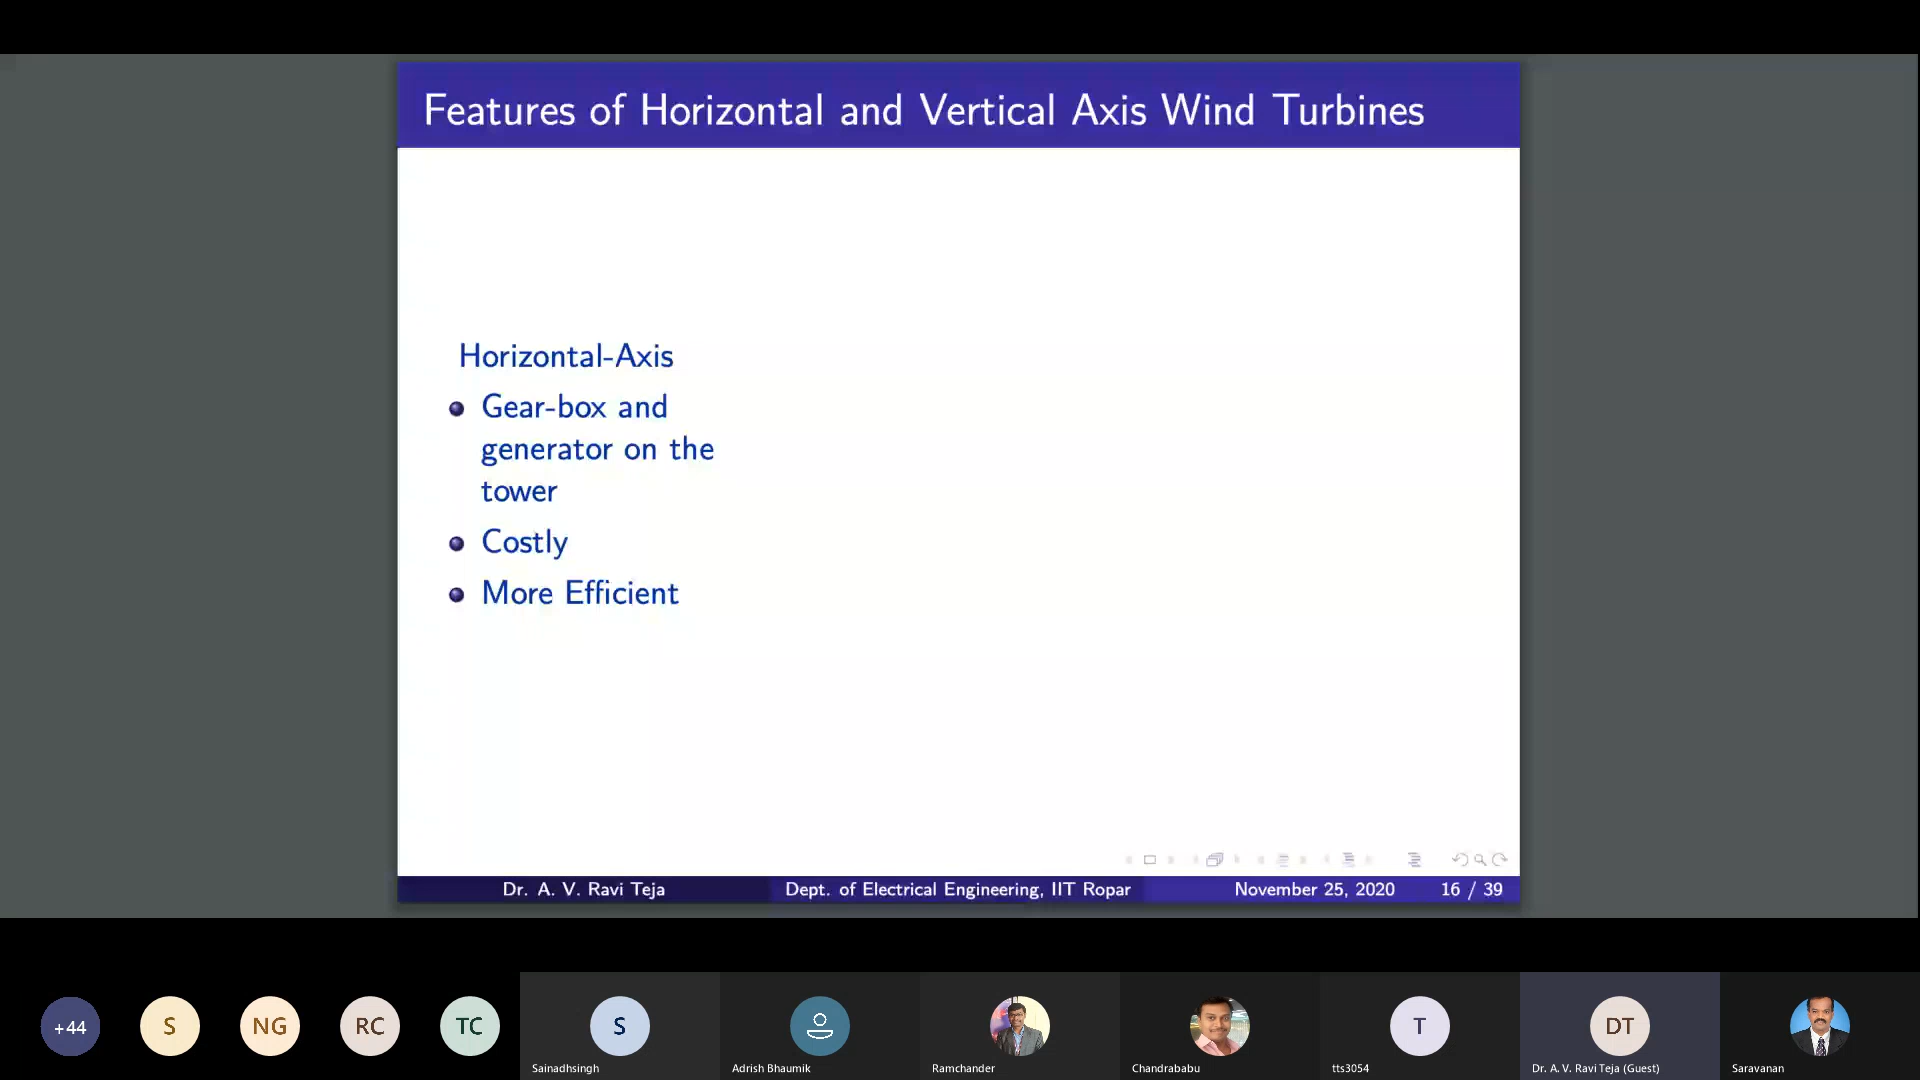 Features of Horizontal and Vertical Axis Wind Turbines
Horizontal-Axis
Gear-box and
generator on the
tower
Costly
More Efficient
Dr. A. V. Ravi Teja
Dept. of Electrical Engineering, IIT Ropar
November 25, 2020
16 / 39
+44
S
NG
RC
TC
S
T
DT
Sainadhsingh
Adrish Bhaumik
Ramchander
Chandrababu
tts3054
Dr. A. V. Ravi Teja (Guest)
Saravanan